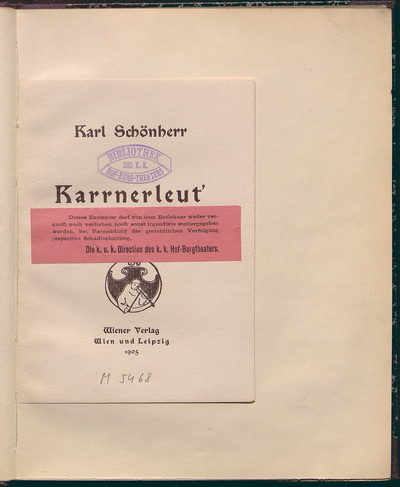 Karl Schönherr
BIBLIOTHEK
DES K. K.
HOF-BURG-THEATERS
Karrnerleut'
Dieses Exemplar darf von dem Entlehner weder ver-
kauft noch verliehen noch sonst irgendwie weitergegeben
werden, bei Vermeidung der gerichtlichen Verfolgung
respective Schadloshaltung.
Die k. u. k. Direction des k. k. Hof-Burgtheaters.
Wiener Verlag
Wien und Leipzig
1905
M 5468